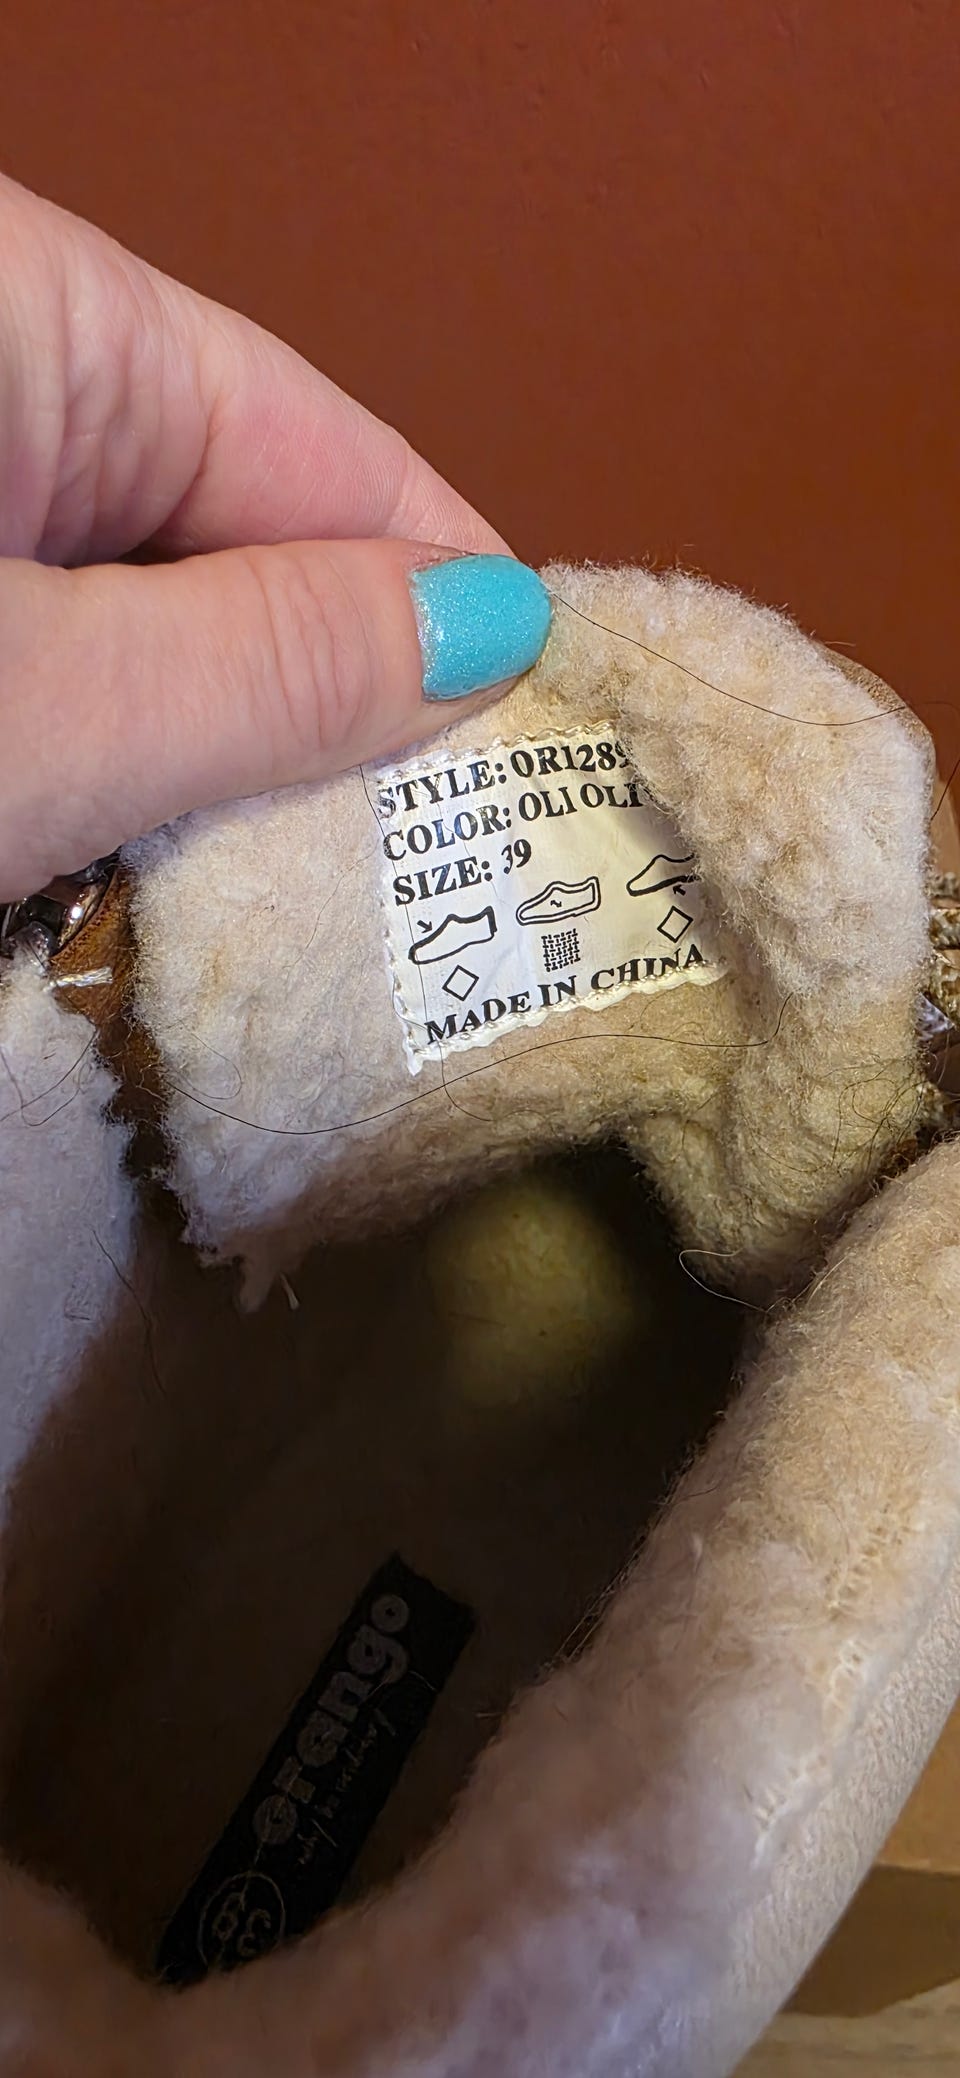 STYLE: OR1289
COLOR: OLI OLI
SIZE: 39
MADE IN CHINA
orango